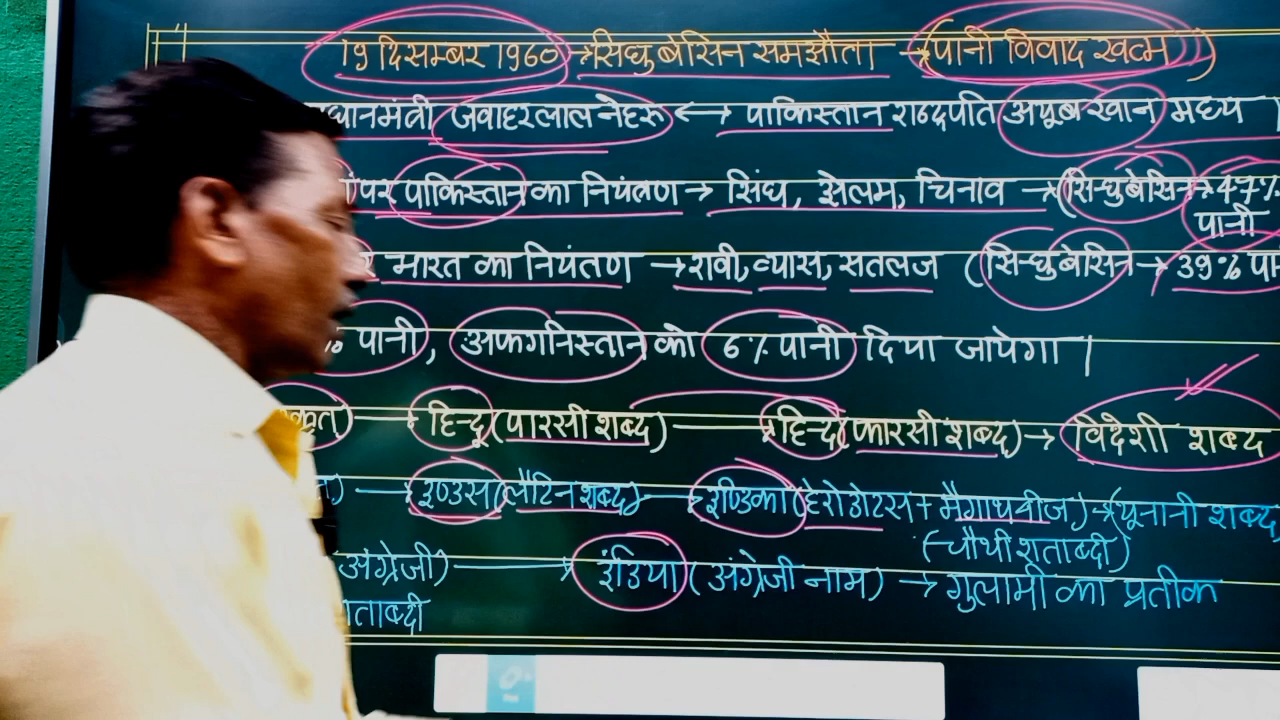 19 दिसम्बर 1960 → सिंधु बेसिन समझौता → (पानी विवाद खत्म)
धानमंत्री जवाहरलाल नेहरू ↔ पाकिस्तान राष्ट्रपति अयूब खान मध्य |
पर पाकिस्तान का नियंत्रण → सिंध, झेलम, चिनाव → (सिन्धु बेसिन → 47%
पानी
भारत का नियंत्रण → रावी, व्यास, सतलज (सिन्धु बेसिन → 39% पा
% पानी, अफगनिस्तान को 6% पानी दिया जायेगा |
हिन्दू (पारसी शब्द) → हिन्द (फारसी शब्द) → विदेशी शब्द
→ इण्डस (लैटिन शब्द) → इण्डिका (हेरोडोटस + मैगाथनीज) → (यूनानी शब्द
(चौथी शताब्दी)
अंग्रेजी) → इंडिया (अंग्रेजी नाम) → गुलामी का प्रतीक
ताब्दी